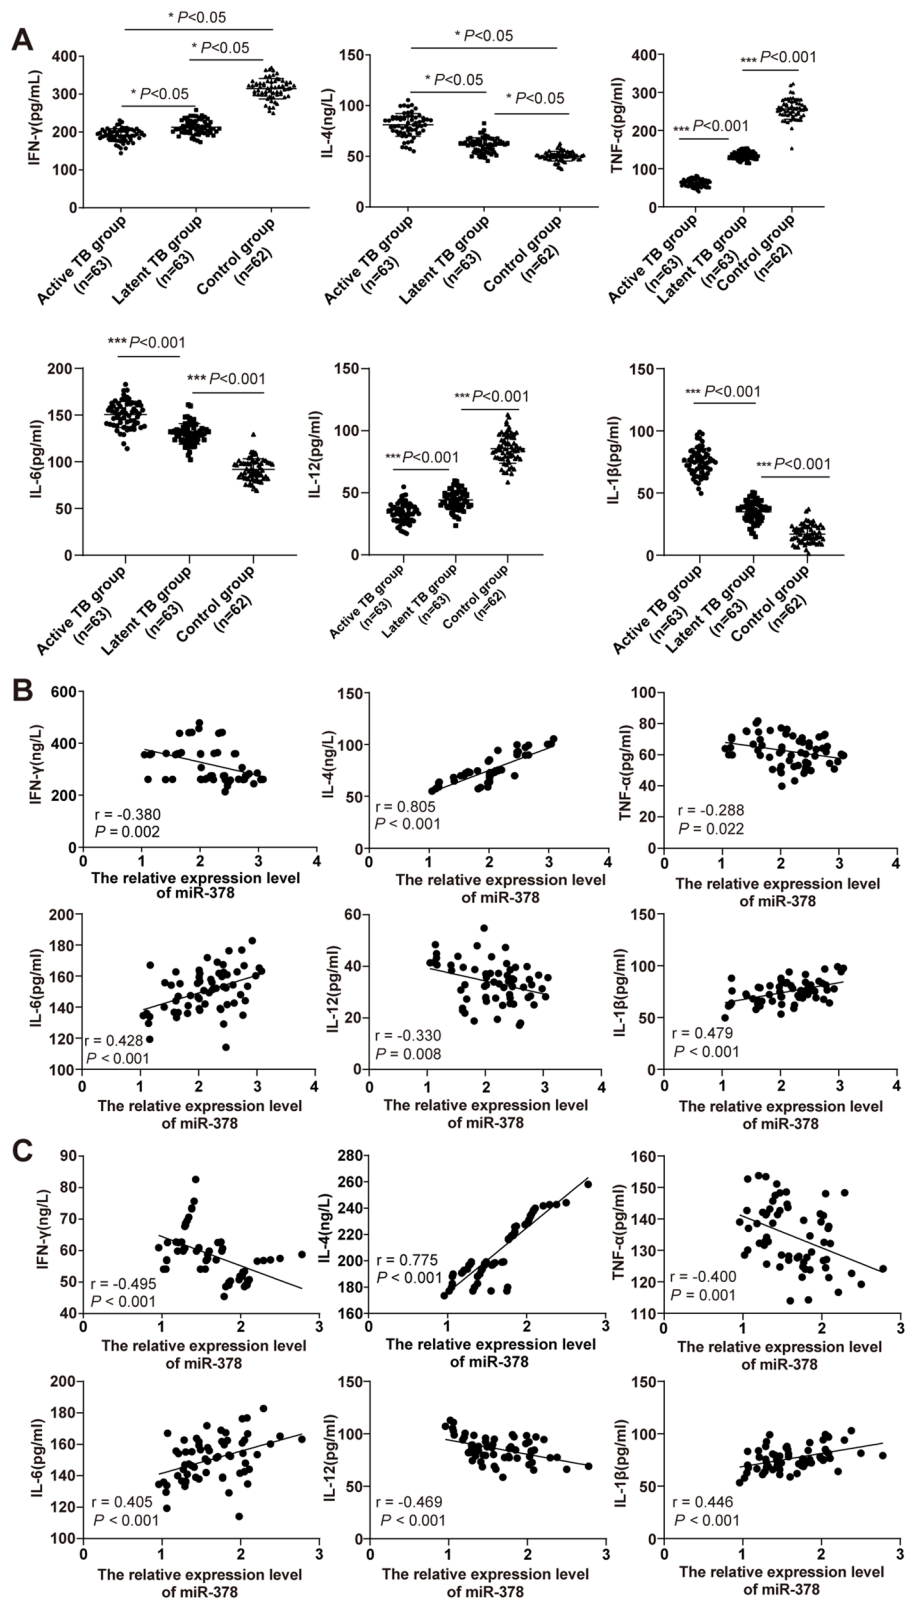 A
* P<0.05
* P<0.05
* P<0.05
IFN-γ(pg/mL)
400
300
200
100
0
Active TB group
(n=63)
Latent TB group
(n=63)
Control group
(n=62)
* P<0.05
* P<0.05
* P<0.05
IL-4(ng/L)
150
100
50
0
Active TB group
(n=63)
Latent TB group
(n=63)
Control group
(n=62)
*** P<0.001
*** P<0.001
TNF-α(pg/ml)
400
300
200
100
0
Active TB group
(n=63)
Latent TB group
(n=63)
Control group
(n=62)
*** P<0.001
*** P<0.001
IL-6(pg/ml)
200
150
100
50
0
Active TB group
(n=63)
Latent TB group
(n=63)
Control group
(n=62)
*** P<0.001
*** P<0.001
IL-12(pg/ml)
150
100
50
0
Active TB group
(n=63)
Latent TB group
(n=63)
Control group
(n=62)
*** P<0.001
*** P<0.001
IL-1β(pg/ml)
150
100
50
0
Active TB group
(n=63)
Latent TB group
(n=63)
Control group
(n=62)
B
IFN-γ(ng/L)
600
400
200
0
r = -0.380
P = 0.002
0 1 2 3 4
The relative expression level
of miR-378
IL-4(ng/L)
150
100
50
0
r = 0.805
P < 0.001
0 1 2 3 4
The relative expression level
of miR-378
TNF-α(pg/ml)
100
80
60
40
20
0
r = -0.288
P = 0.022
0 1 2 3 4
The relative expression level
of miR-378
IL-6(pg/ml)
200
180
160
140
120
100
r = 0.428
P < 0.001
0 1 2 3 4
The relative expression level
of miR-378
IL-12(pg/ml)
60
40
20
0
r = -0.330
P = 0.008
0 1 2 3 4
The relative expression level
of miR-378
IL-1β(pg/ml)
150
100
50
0
r = 0.479
P < 0.001
0 1 2 3 4
The relative expression level
of miR-378
C
IFN-γ(ng/L)
90
80
70
60
50
40
r = -0.495
P < 0.001
0 1 2 3
The relative expression level
of miR-378
IL-4(ng/L)
280
260
240
220
200
180
160
r = 0.775
P < 0.001
0 1 2 3
The relative expression level
of miR-378
TNF-α(pg/ml)
160
150
140
130
120
110
r = -0.400
P = 0.001
0 1 2 3
The relative expression level
of miR-378
IL-6(pg/ml)
200
180
160
140
120
100
r = 0.405
P < 0.001
0 1 2 3
The relative expression level
of miR-378
IL-12(pg/ml)
150
100
50
0
r = -0.469
P < 0.001
0 1 2 3
The relative expression level
of miR-378
IL-1β(pg/ml)
150
100
50
0
r = 0.446
P < 0.001
0 1 2 3
The relative expression level
of miR-378